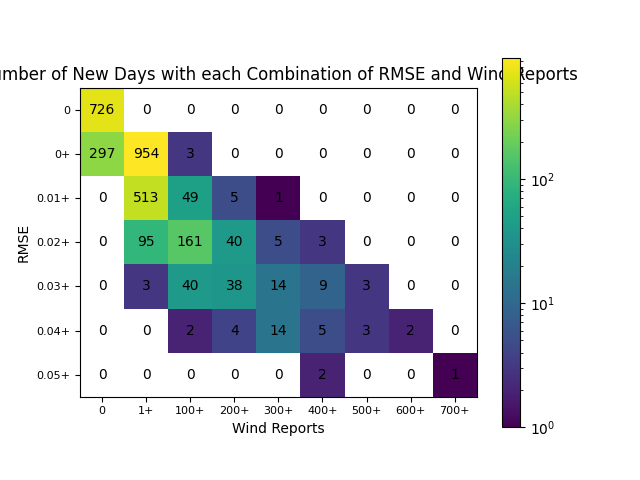 umber of New Days with each Combination of RMSE and Wind Reports
0 726 0 0 0 0 0 0 0 0
0+ 297 954 3 0 0 0 0 0 0
0.01+ 0 513 49 5 1 0 0 0 0
0.02+ 0 95 161 40 5 3 0 0 0
0.03+ 0 3 40 38 14 9 3 0 0
0.04+ 0 0 2 4 14 5 3 2 0
0.05+ 0 0 0 0 0 2 0 0 1
0 1+ 100+ 200+ 300+ 400+ 500+ 600+ 700+
Wind Reports
RMSE
10²
10¹
10⁰